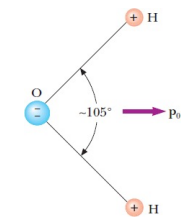 + H
O
− −
~105°
p₀
+ H